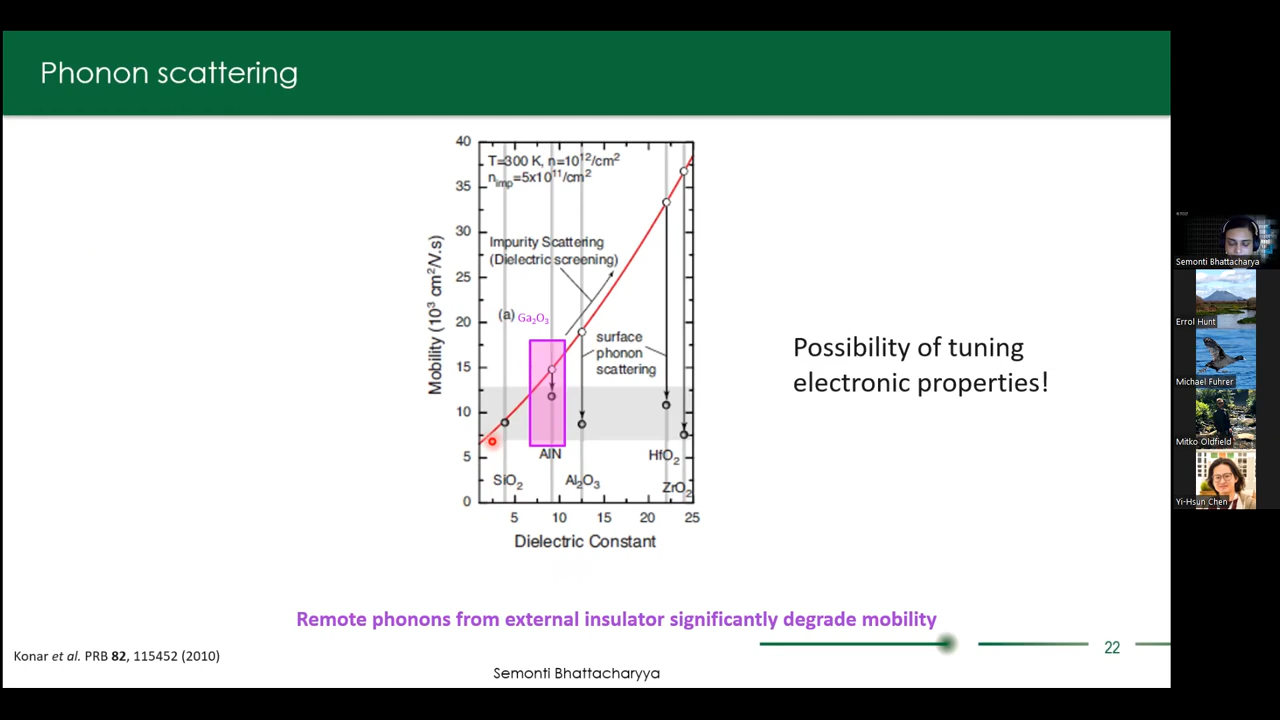 Phonon scattering
40
35
30
25
20
15
10
5
0
Mobility (10³ cm²/V.s)
T=300 K, n=10¹²/cm²
nimp=5x10¹¹/cm²
Impurity Scattering
(Dielectric screening)
(a) Ga₂O₃
surface
phonon
scattering
AlN
HfO₂
SiO₂
Al₂O₃
ZrO₂
5 10 15 20 25
Dielectric Constant
Possibility of tuning
electronic properties!
Remote phonons from external insulator significantly degrade mobility
22
Konar et al. PRB 82, 115452 (2010)
Semonti Bhattacharyya
Semonti Bhattacharya
Errol Hunt
Michael Fuhrer
Mitko Oldfield
Yi-Hsun Chen